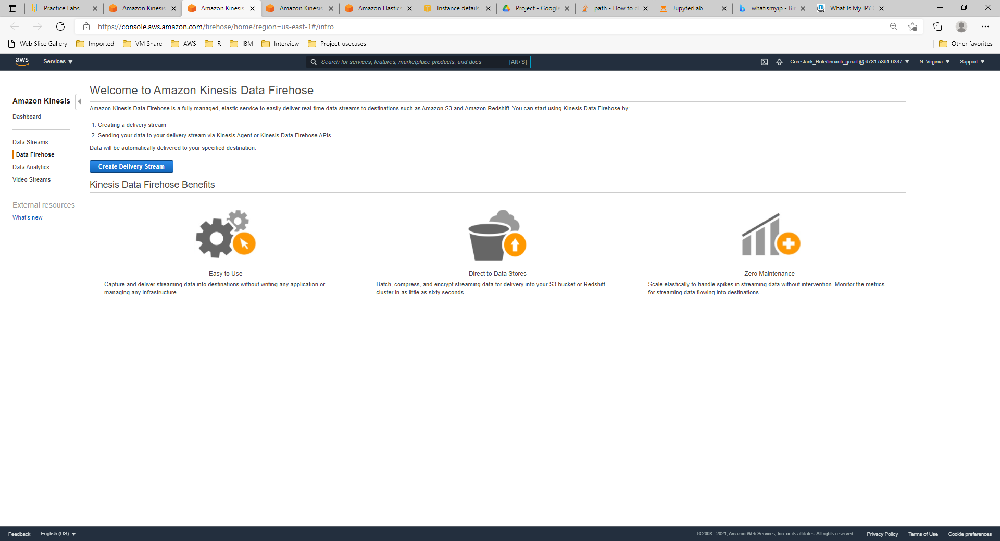 Practice Labs
Amazon Kinesis
Amazon Kinesis
Amazon Kinesis
Amazon Elastics
Instance details
Project - Google
path - How to c
JupyterLab
whatismyip - Bi
What Is My IP?
https://console.aws.amazon.com/firehose/home?region=us-east-1#/intro
Web Slice Gallery
Imported
VM Share
AWS
R
IBM
Interview
Project-usecases
Other favorites
aws
Services
Search for services, features, marketplace products, and docs
[Alt+S]
Corestack_Role/linuxriti_gmail @ 6781-5361-6337
N. Virginia
Support
Amazon Kinesis
Dashboard
Data Streams
Data Firehose
Data Analytics
Video Streams
External resources
What's new
Welcome to Amazon Kinesis Data Firehose
Amazon Kinesis Data Firehose is a fully managed, elastic service to easily deliver real-time data streams to destinations such as Amazon S3 and Amazon Redshift. You can start using Kinesis Data Firehose by:
1. Creating a delivery stream
2. Sending your data to your delivery stream via Kinesis Agent or Kinesis Data Firehose APIs
Data will be automatically delivered to your specified destination.
Create Delivery Stream
Kinesis Data Firehose Benefits
Easy to Use
Capture and deliver streaming data into destinations without writing any application or
managing any infrastructure.
Direct to Data Stores
Batch, compress, and encrypt streaming data for delivery into your S3 bucket or Redshift
cluster in as little as sixty seconds.
Zero Maintenance
Scale elastically to handle spikes in streaming data without intervention. Monitor the metrics
for streaming data flowing into destinations.
Feedback
English (US)
© 2008 - 2021, Amazon Web Services, Inc. or its affiliates. All rights reserved.
Privacy Policy
Terms of Use
Cookie preferences